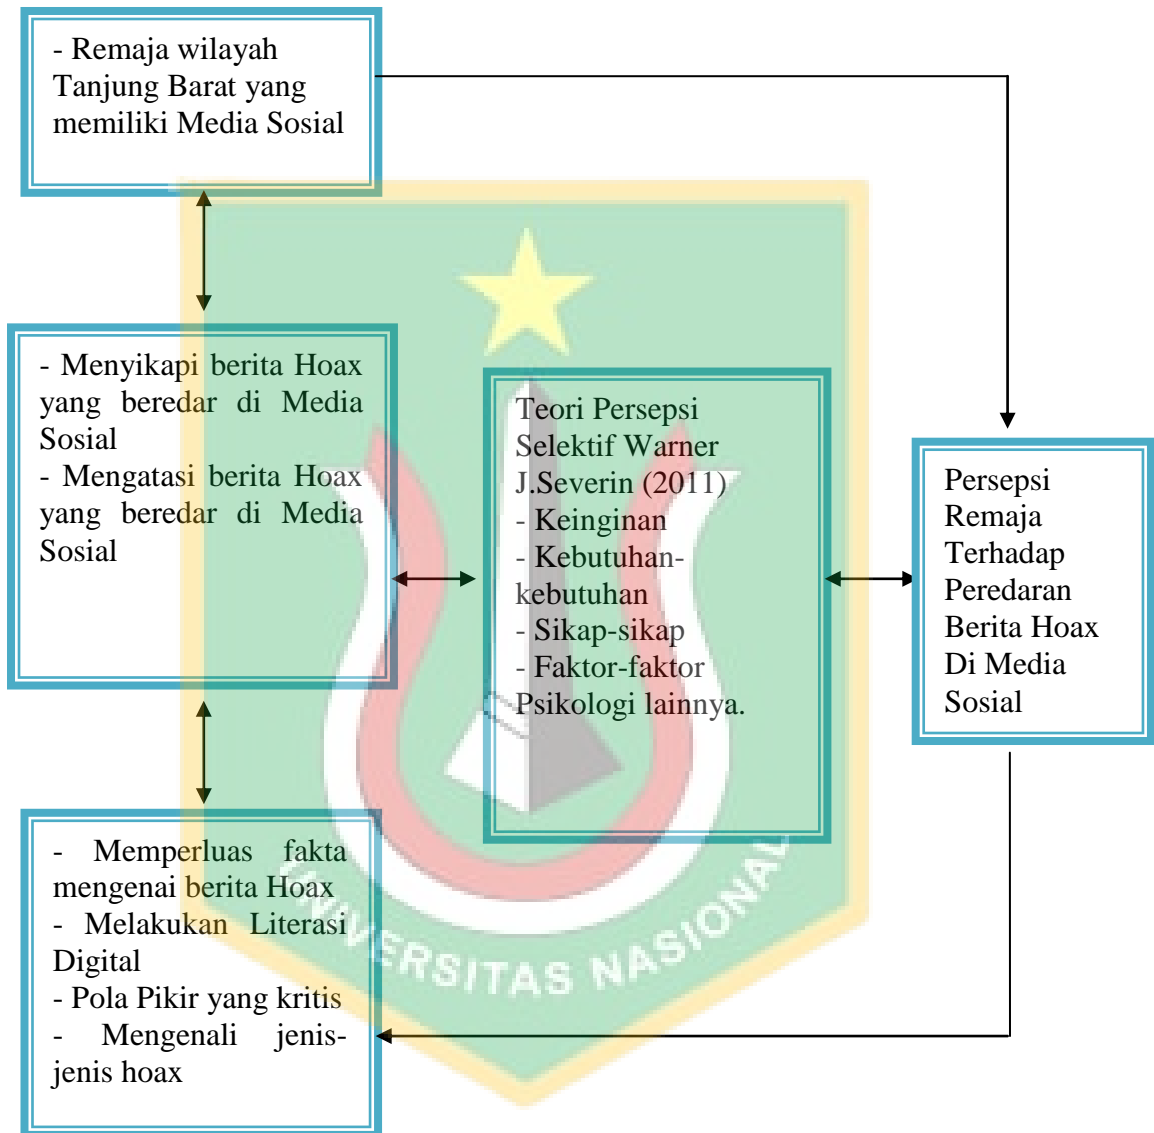 - Remaja wilayah
Tanjung Barat yang
memiliki Media Sosial
- Menyikapi berita Hoax
yang beredar di Media
Sosial
- Mengatasi berita Hoax
yang beredar di Media
Sosial
Teori Persepsi
Selektif Warner
J.Severin (2011)
- Keinginan
- Kebutuhan-
kebutuhan
- Sikap-sikap
- Faktor-faktor
Psikologi lainnya.
Persepsi
Remaja
Terhadap
Peredaran
Berita Hoax
Di Media
Sosial
- Memperluas fakta
mengenai berita Hoax
- Melakukan Literasi
Digital
- Pola Pikir yang kritis
- Mengenali jenis-
jenis hoax
UNIVERSITAS NASIONAL